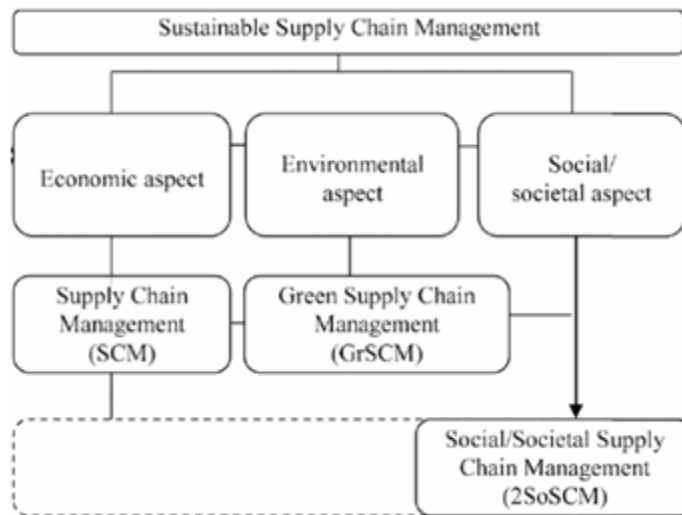 Sustainable Supply Chain Management
Economic aspect
Environmental
aspect
Social/
societal aspect
Supply Chain
Management
(SCM)
Green Supply Chain
Management
(GrSCM)
Social/Societal Supply
Chain Management
(2SoSCM)